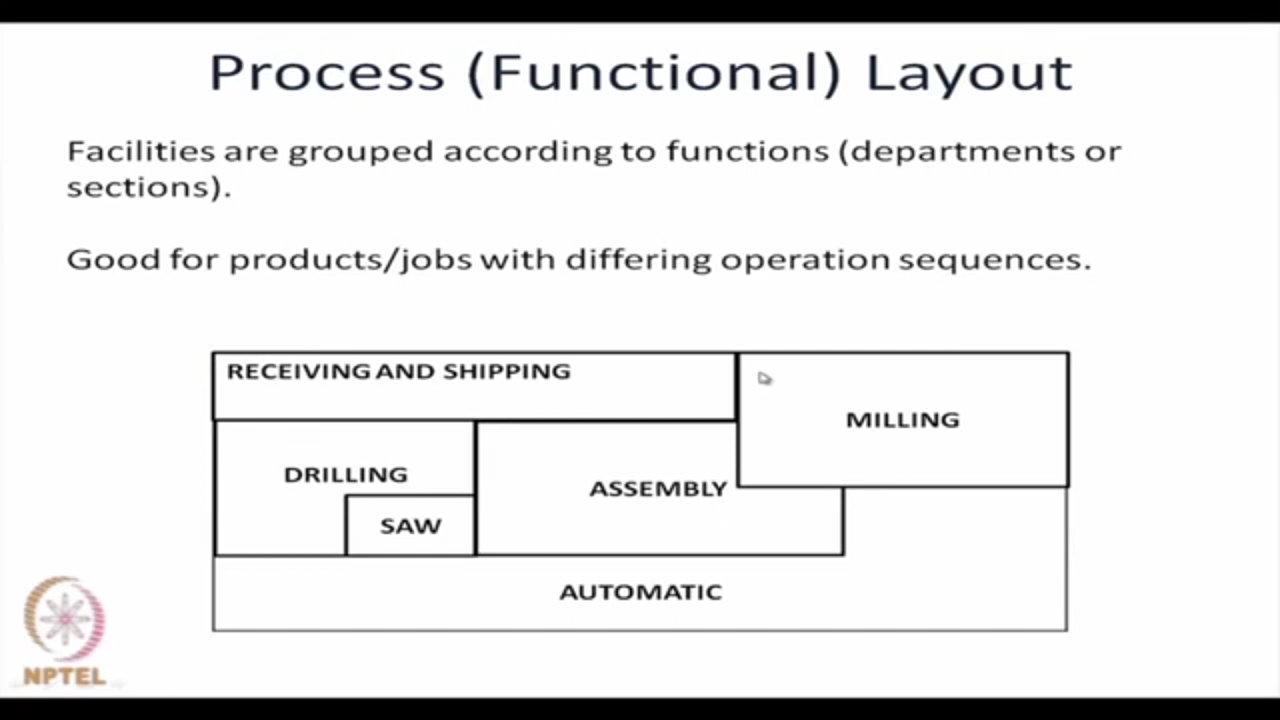 Process (Functional) Layout
Facilities are grouped according to functions (departments or
sections).
Good for products/jobs with differing operation sequences.
RECEIVING AND SHIPPING
MILLING
DRILLING
ASSEMBLY
SAW
AUTOMATIC
NPTEL